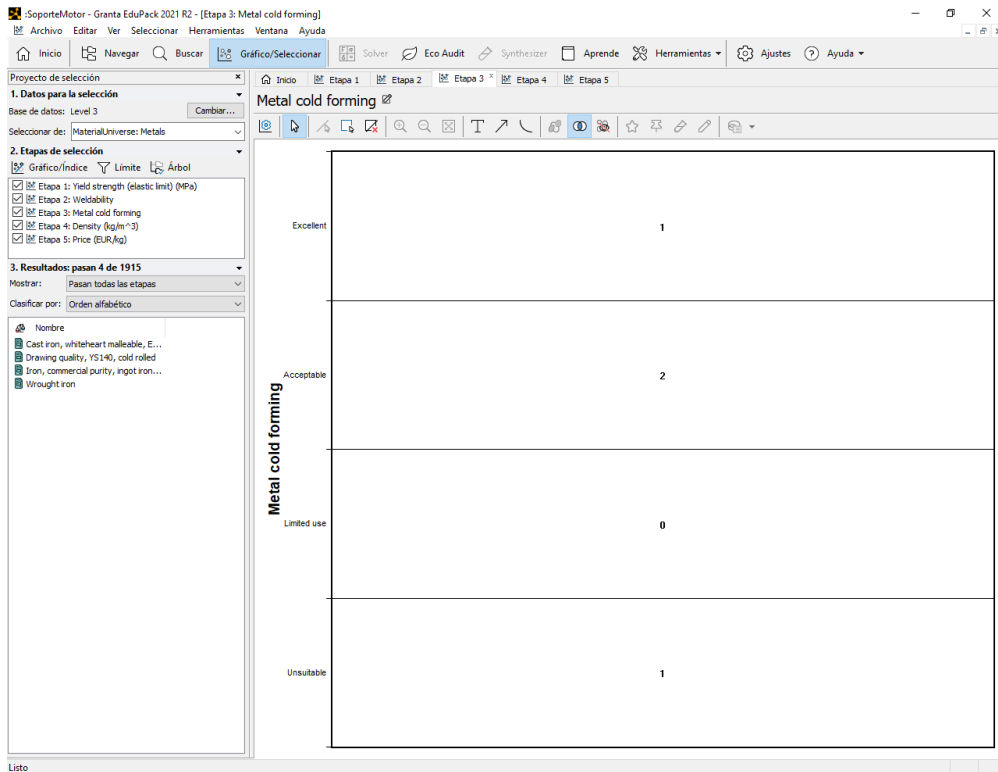 :SoporteMotor - Granta EduPack 2021 R2 - [Etapa 3: Metal cold forming]
Archivo Editar Ver Seleccionar Herramientas Ventana Ayuda
Inicio Navegar Buscar Gráfico/Seleccionar Solver Eco Audit Synthesizer Aprende Herramientas Ajustes Ayuda
Proyecto de selección
1. Datos para la selección
Base de datos: Level 3 Cambiar...
Seleccionar de: MaterialUniverse: Metals
2. Etapas de selección
Gráfico/Índice Límite Árbol
Etapa 1: Yield strength (elastic limit) (MPa)
Etapa 2: Weldability
Etapa 3: Metal cold forming
Etapa 4: Density (kg/m^3)
Etapa 5: Price (EUR/kg)
3. Resultados: pasan 4 de 1915
Mostrar: Pasan todas las etapas
Clasificar por: Orden alfabético
Nombre
Cast iron, whiteheart malleable, E...
Drawing quality, YS140, cold rolled
Iron, commercial purity, ingot iron...
Wrought iron
Inicio Etapa 1 Etapa 2 Etapa 3 Etapa 4 Etapa 5
Metal cold forming
Metal cold forming
Excellent 1
Acceptable 2
Limited use 0
Unsuitable 1
Listo